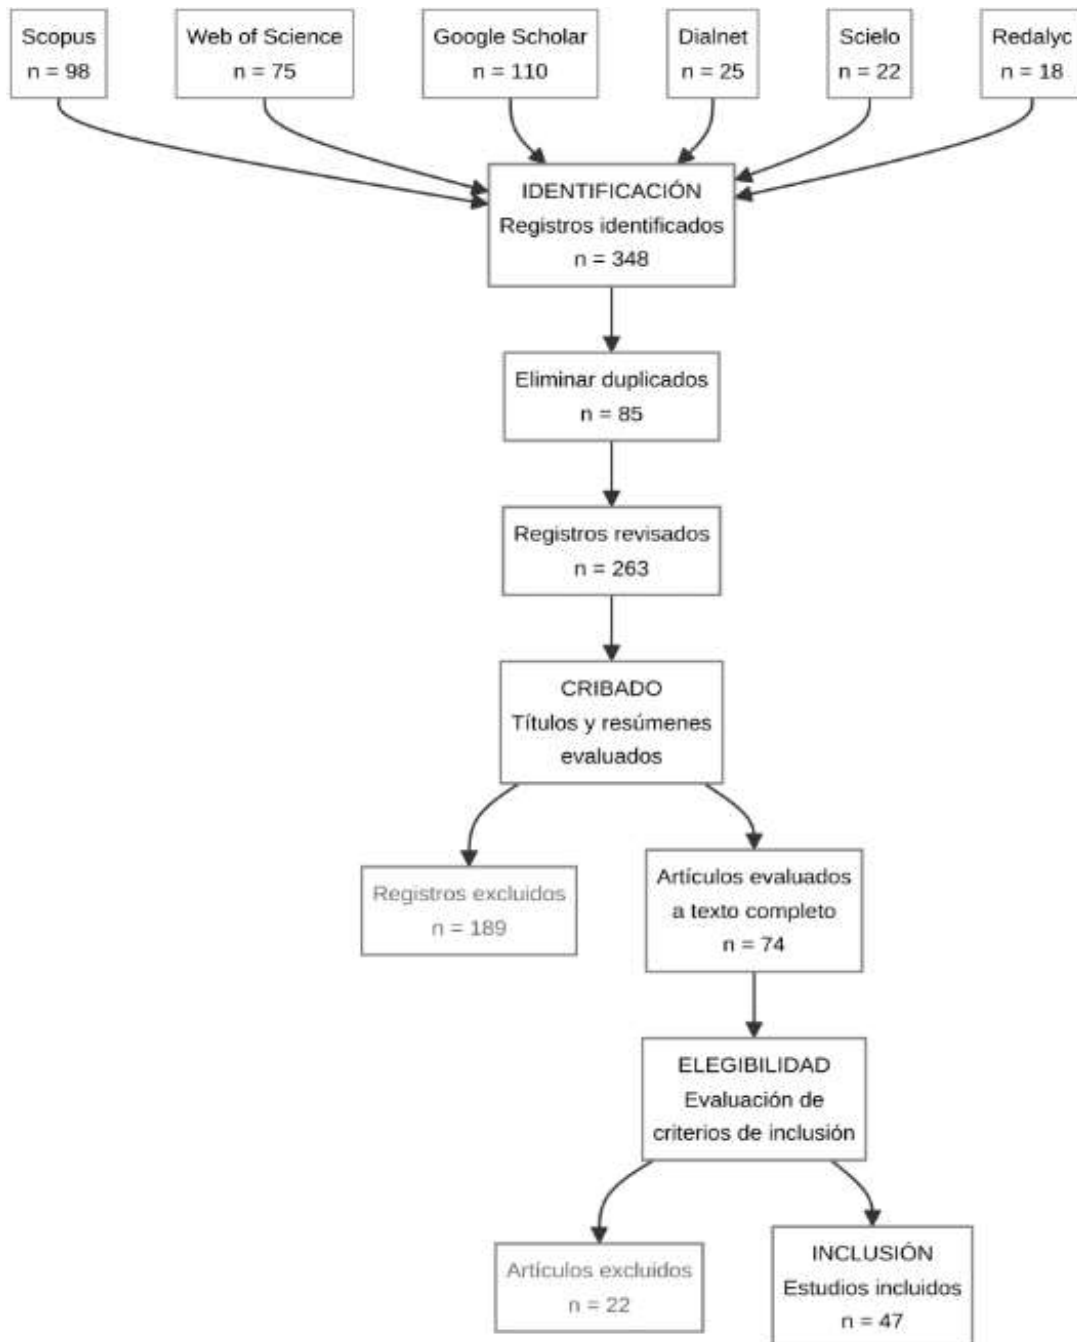 Scopus
n = 98
Web of Science
n = 75
Google Scholar
n = 110
Dialnet
n = 25
Scielo
n = 22
Redalyc
n = 18
IDENTIFICACIÓN
Registros identificados
n = 348
Eliminar duplicados
n = 85
Registros revisados
n = 263
CRIBADO
Títulos y resúmenes
evaluados
Registros excluidos
n = 189
Artículos evaluados
a texto completo
n = 74
ELEGIBILIDAD
Evaluación de
criterios de inclusión
Artículos excluidos
n = 22
INCLUSIÓN
Estudios incluidos
n = 47